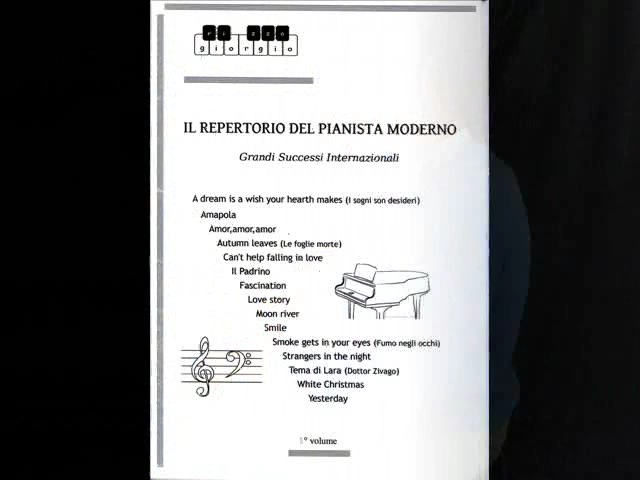 giorgio
IL REPERTORIO DEL PIANISTA MODERNO
Grandi Successi Internazionali
A dream is a wish your hearth makes (I sogni son desideri)
Amapola
Amor,amor,amor
Autumn leaves (Le foglie morte)
Can't help falling in love
Il Padrino
Fascination
Love story
Moon river
Smile
Smoke gets in your eyes (Fumo negli occhi)
Strangers in the night
Tema di Lara (Dottor Zivago)
White Christmas
Yesterday
1° volume